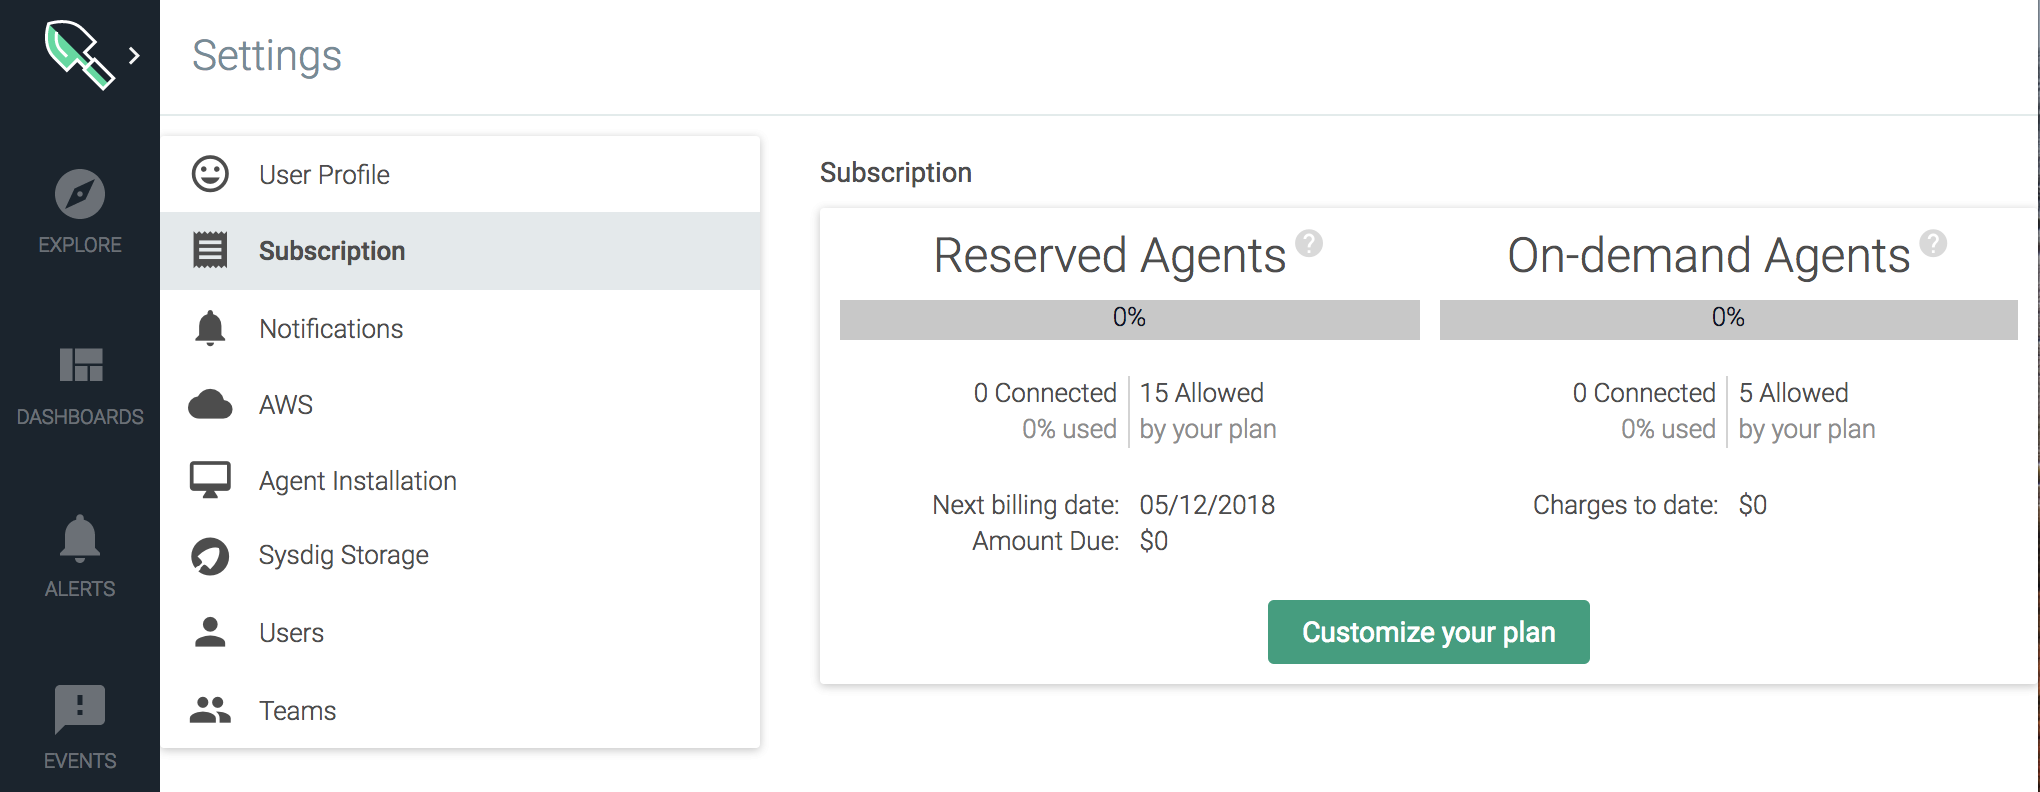 Settings
EXPLORE
DASHBOARDS
ALERTS
EVENTS
User Profile
Subscription
Notifications
AWS
Agent Installation
Sysdig Storage
Users
Teams
Subscription
Reserved Agents ?
0%
0 Connected 15 Allowed
0% used by your plan
Next billing date: 05/12/2018
Amount Due: $0
On-demand Agents ?
0%
0 Connected 5 Allowed
0% used by your plan
Charges to date: $0
Customize your plan